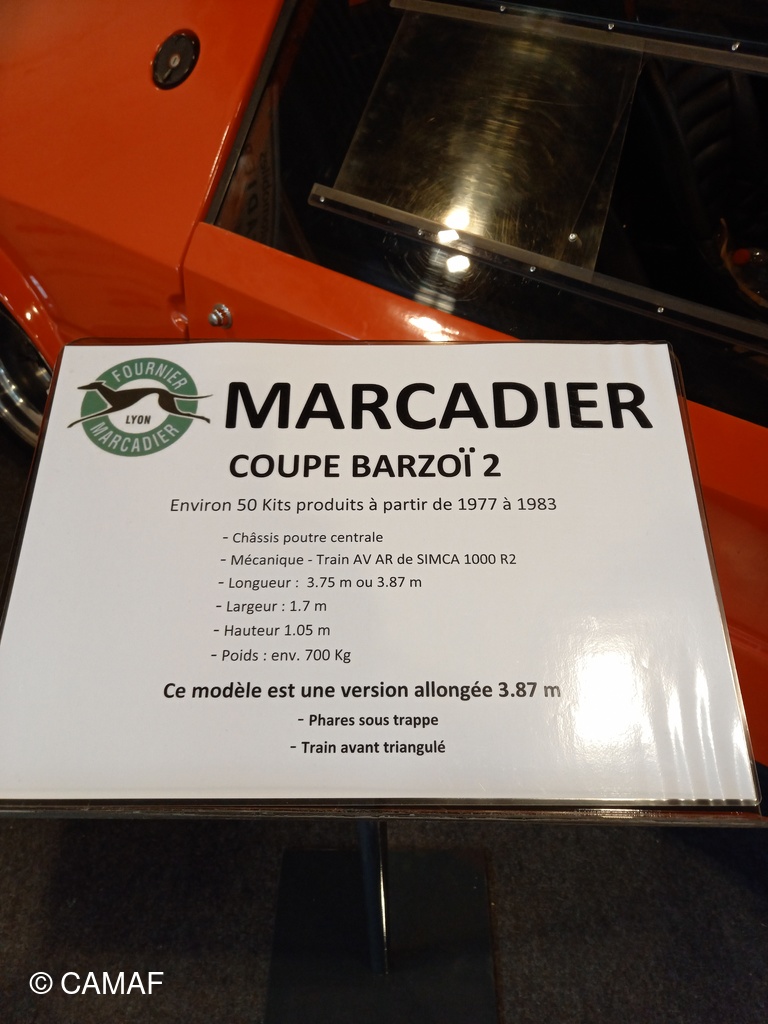 FOURNIER
LYON
MARCADIER
MARCADIER
COUPE BARZOÏ 2
Environ 50 Kits produits à partir de 1977 à 1983
- Châssis poutre centrale
- Mécanique - Train AV AR de SIMCA 1000 R2
- Longueur : 3.75 m ou 3.87 m
- Largeur : 1.7 m
- Hauteur 1.05 m
- Poids : env. 700 Kg
Ce modèle est une version allongée 3.87 m
- Phares sous trappe
- Train avant triangulé
© CAMAF